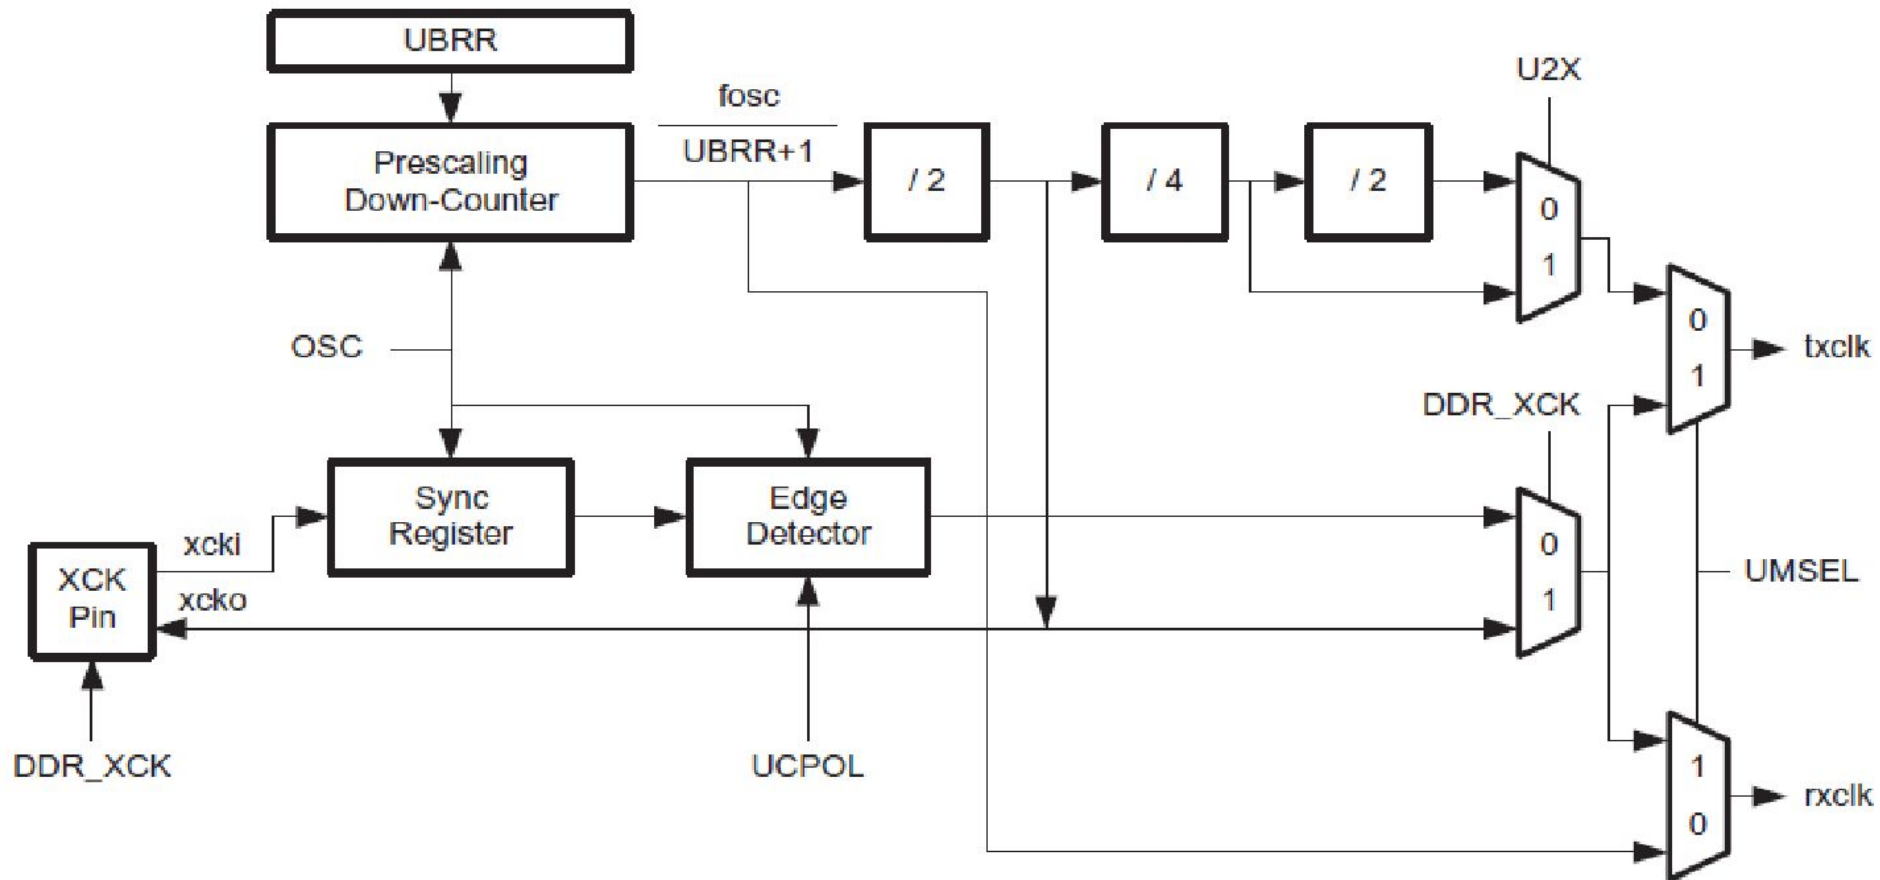 UBRR
fosc
UBRR+1
U2X
Prescaling
Down-Counter
/ 2
/ 4
/ 2
0
1
OSC
0
1
txclk
DDR_XCK
Sync
Register
Edge
Detector
0
1
UMSEL
xcki
xcko
XCK
Pin
DDR_XCK
UCPOL
1
0
rxclk